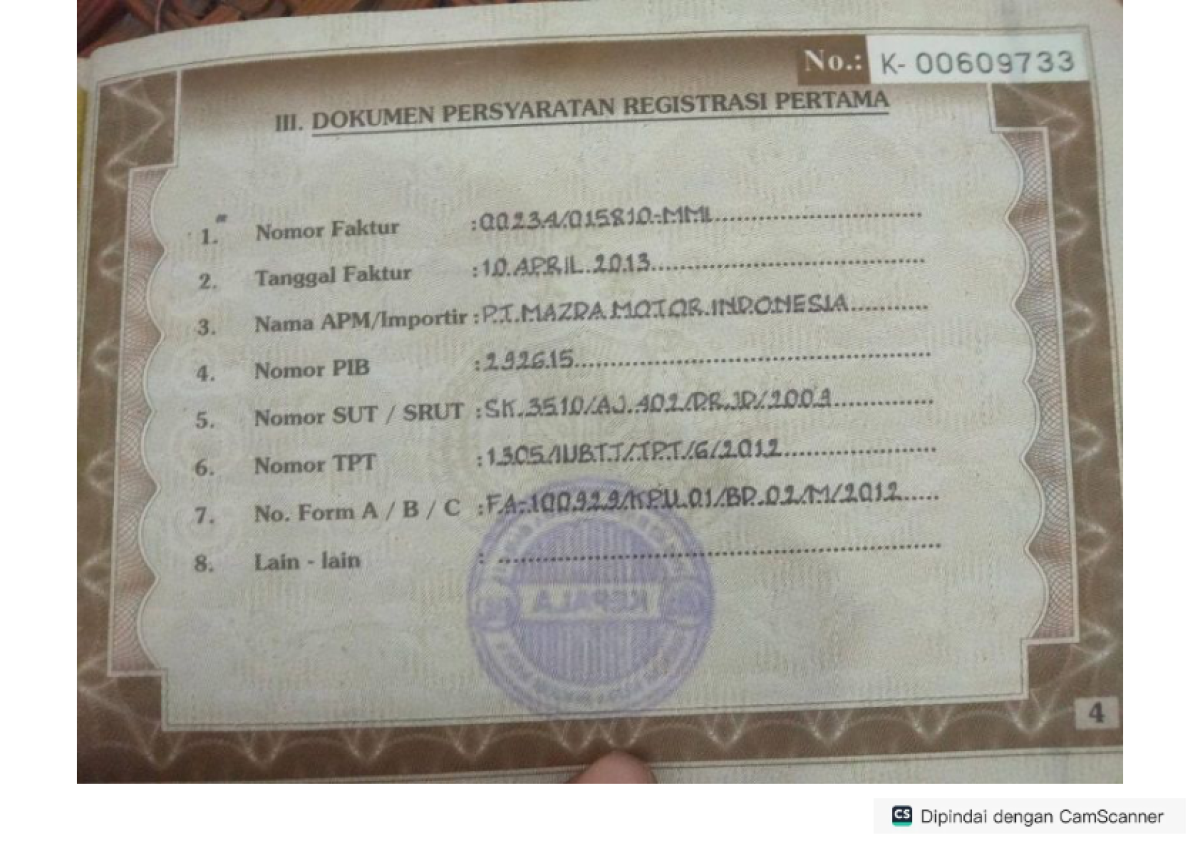 No.: K- 00609733
III. DOKUMEN PERSYARATAN REGISTRASI PERTAMA
1. Nomor Faktur : 00234/015810-MMI
2. Tanggal Faktur : 10 APRIL 2013
3. Nama APM/Importir : PT.MAZDA MOTOR INDONESIA
4. Nomor PIB : 292615
5. Nomor SUT / SRUT : SK.3510/AJ.402/DRJD/2009
6. Nomor TPT : 1305/IUBTT/TPT/6/2012
7. No. Form A / B / C : FA-100929/KPU.01/BD.02/M/2012
8. Lain - lain :
KEPALA
4
CS Dipindai dengan CamScanner